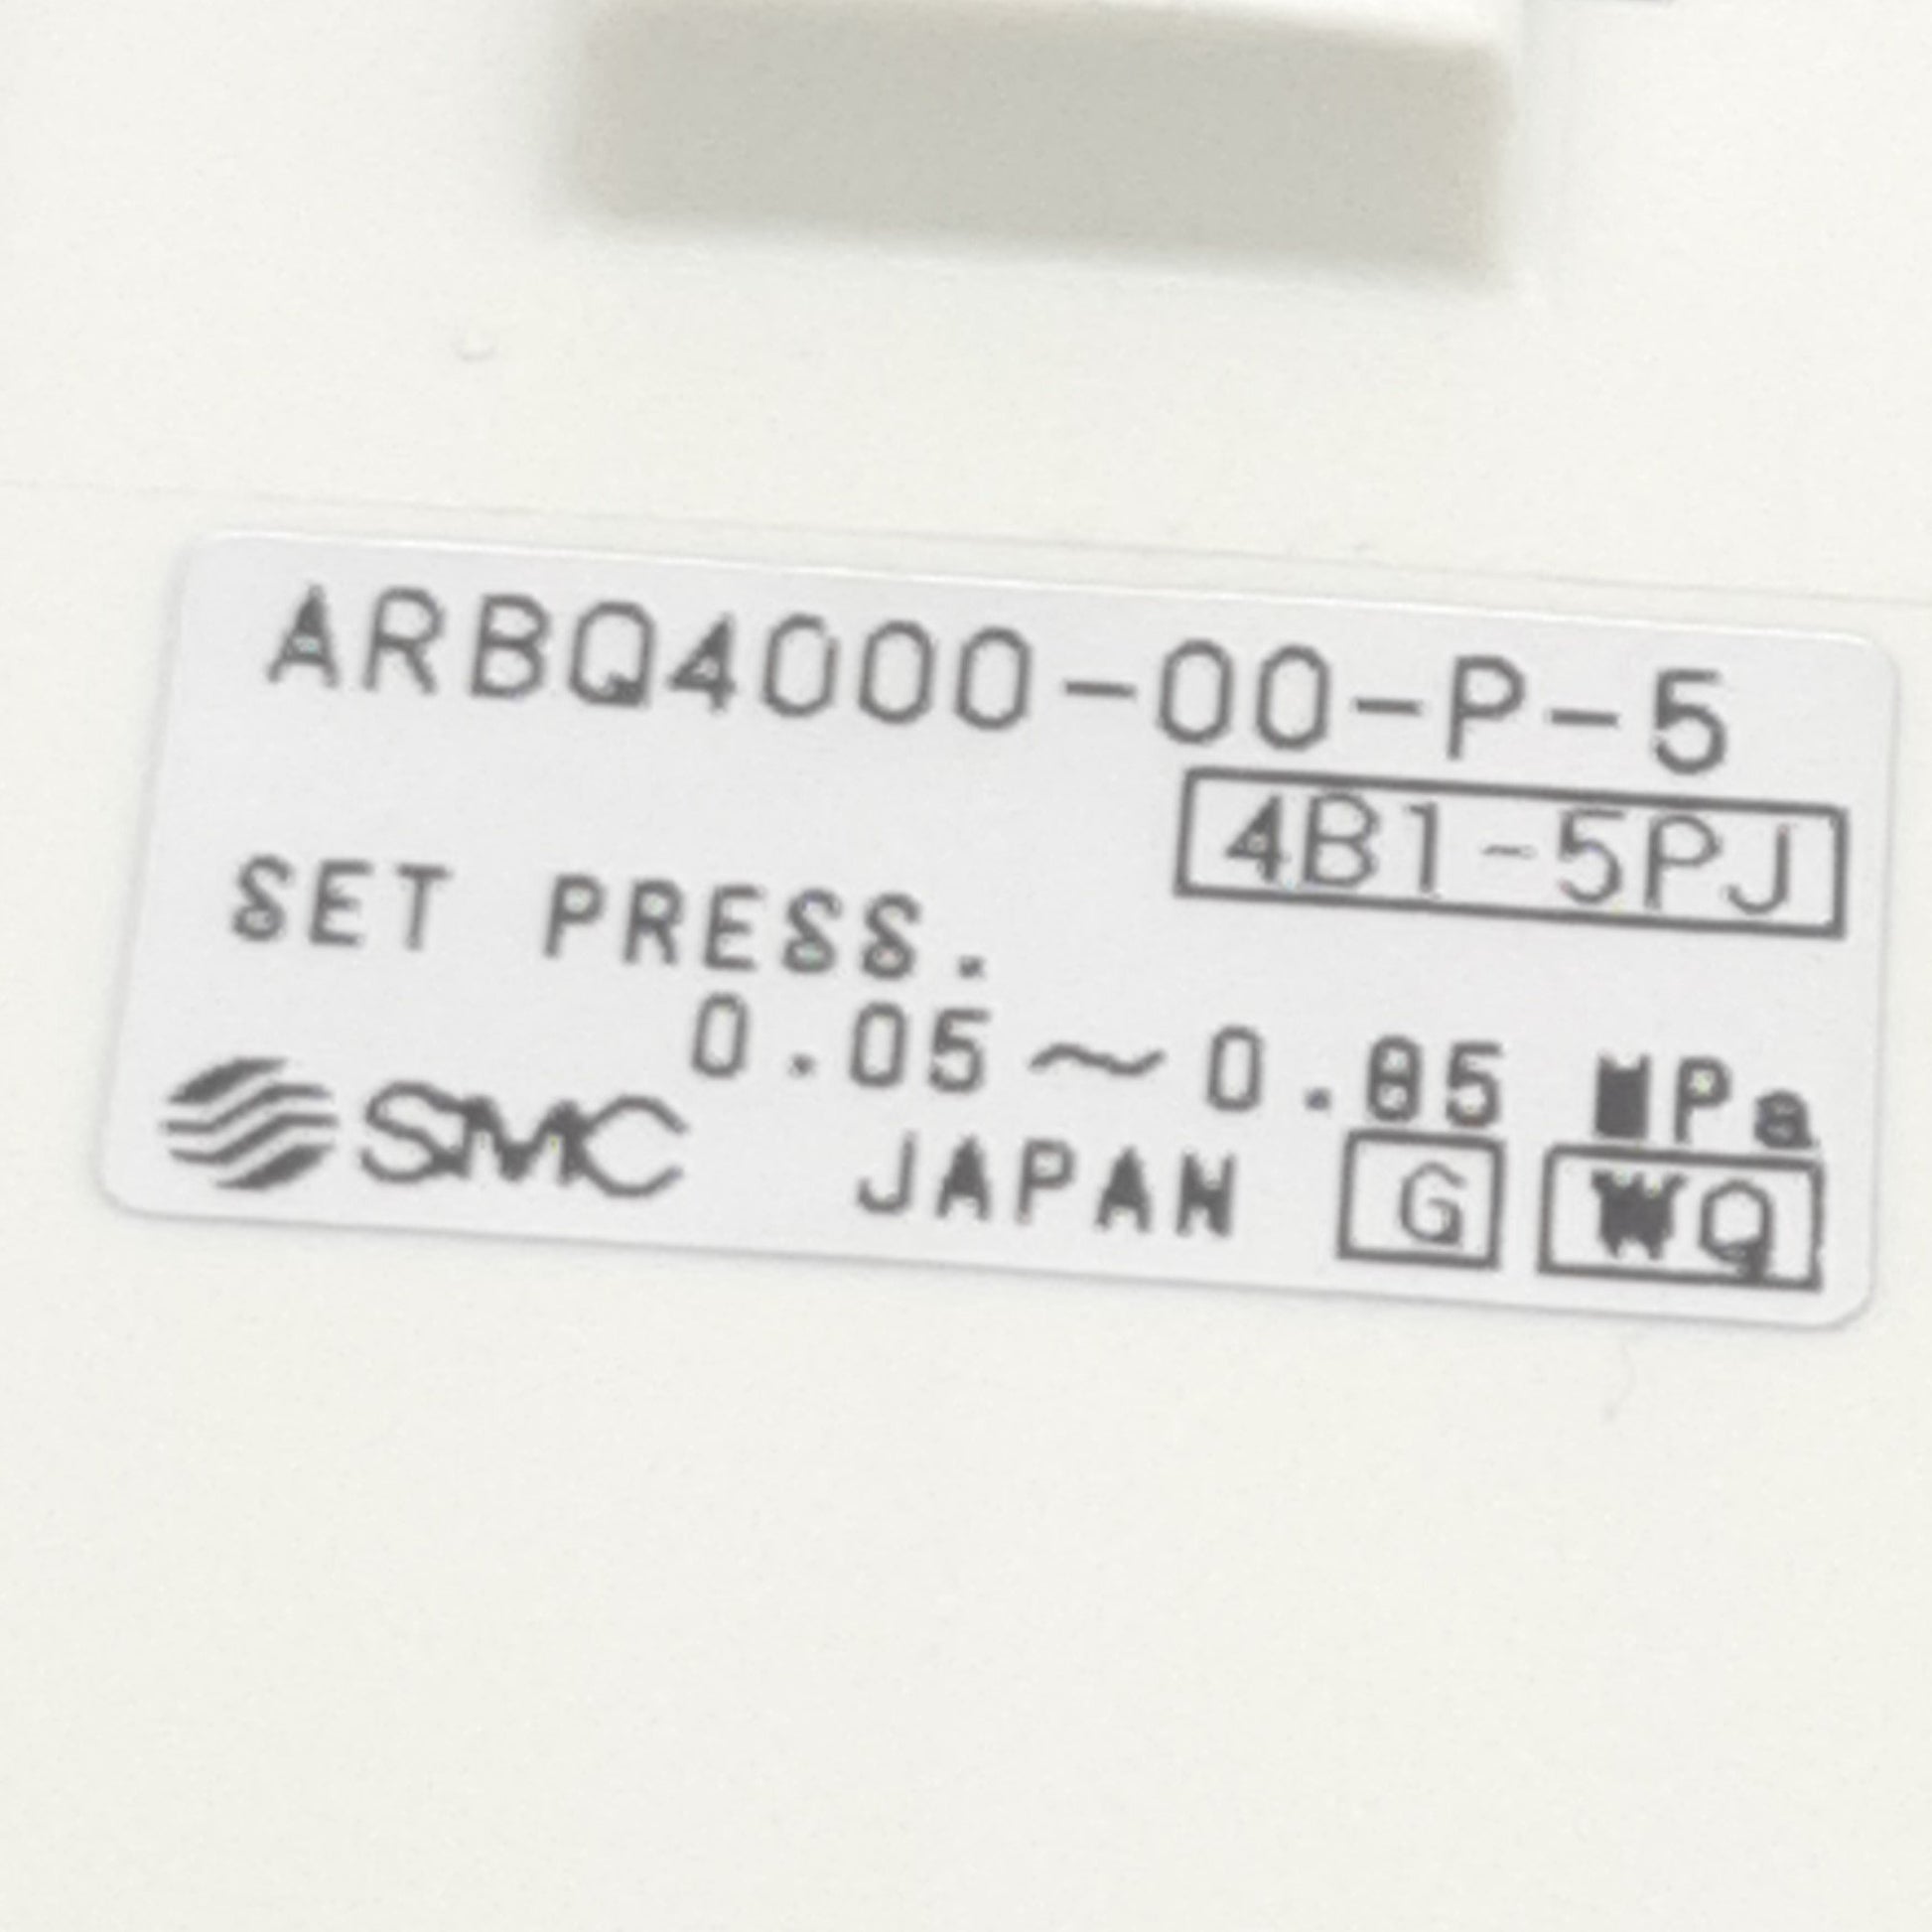 ARBQ4000-00-P-5
4B1-5PJ
SET PRESS.
0.05～0.85 MPa
SMC JAPAN G WQ